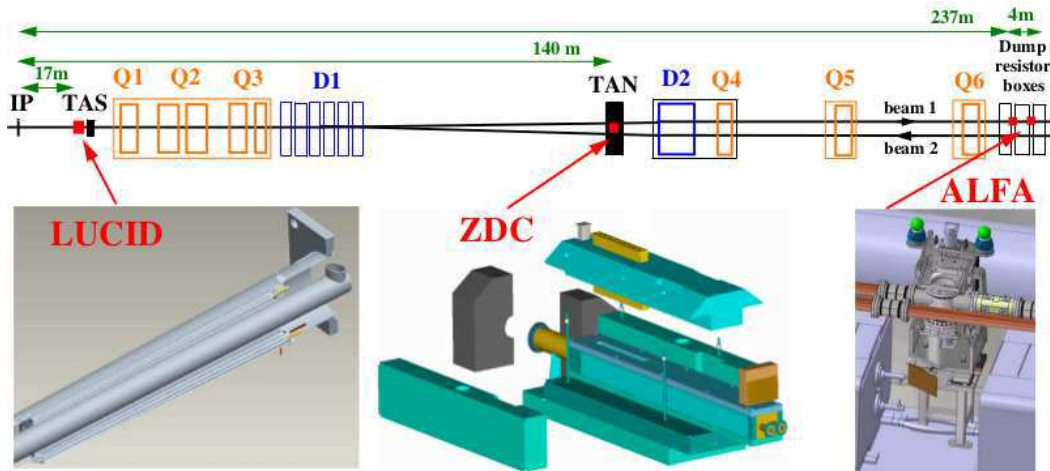 237m
4m
140 m
Dump
resistor
boxes
17m
Q1
Q2
Q3
D1
TAN
D2
Q4
Q5
Q6
IP
TAS
beam 1
beam 2
LUCID
ZDC
ALFA